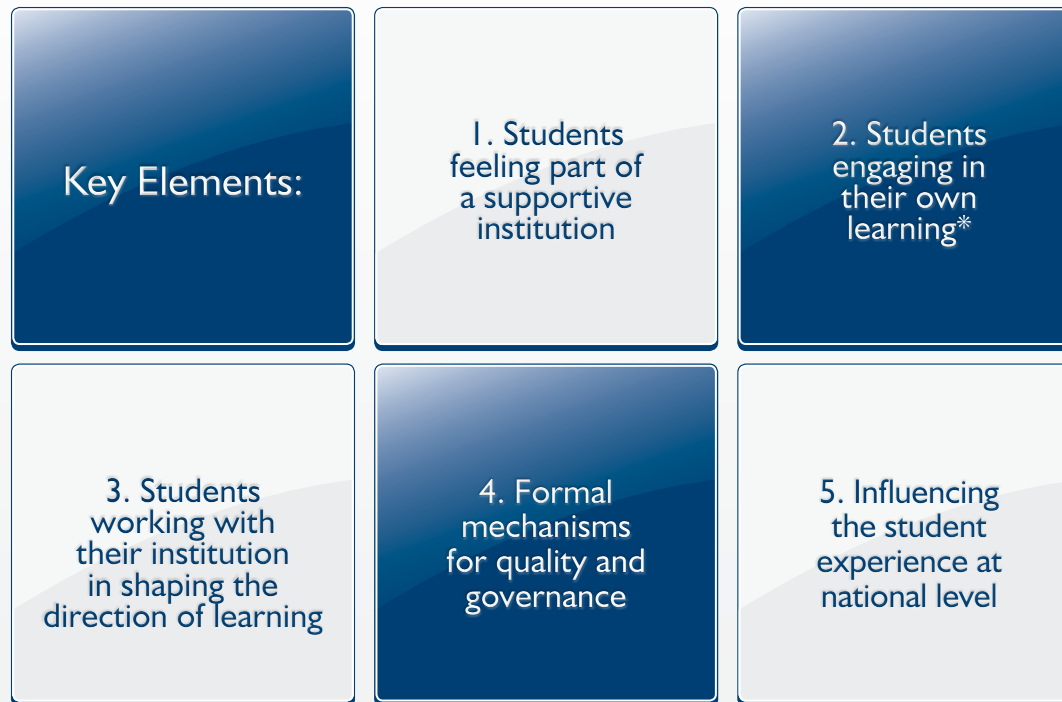 Key Elements:
1. Students
feeling part of
a supportive
institution
2. Students
engaging in
their own
learning*
3. Students
working with
their institution
in shaping the
direction of learning
4. Formal
mechanisms
for quality and
governance
5. Influencing
the student
experience at
national level